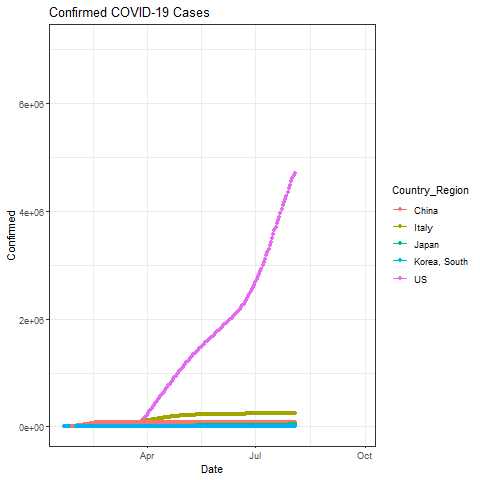 Confirmed COVID-19 Cases
6e+06
4e+06
2e+06
0e+00
Confirmed
Apr
Jul
Oct
Date
Country_Region
China
Italy
Japan
Korea, South
US